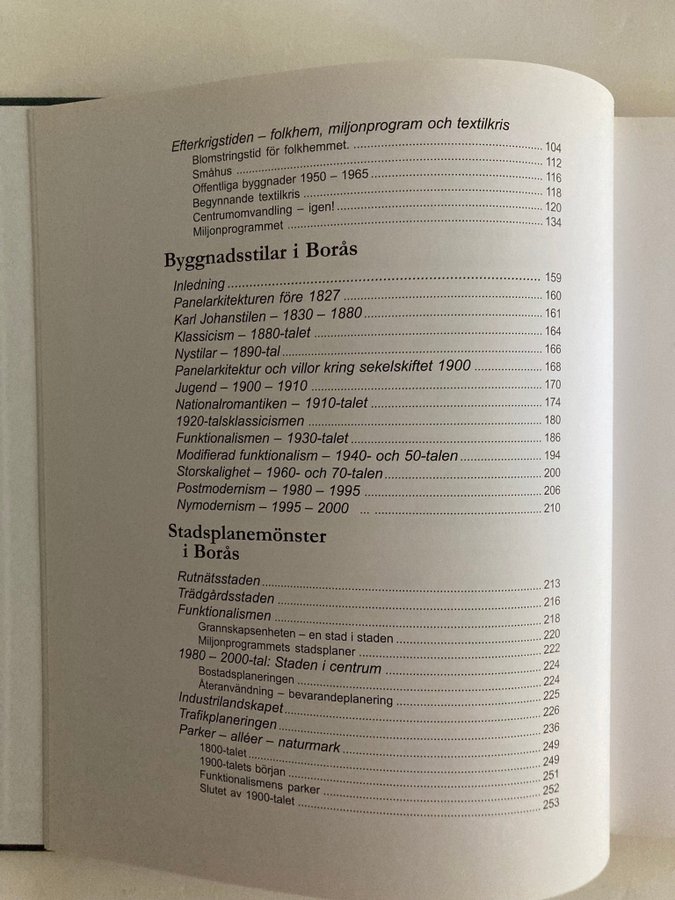 Efterkrigstiden – folkhem, miljonprogram och textilkris
Blomstringstid för folkhemmet. 104
Småhus 112
Offentliga byggnader 1950 – 1965 116
Begynnande textilkris 118
Centrumomvandling – igen! 120
Miljonprogrammet 134
Byggnadsstilar i Borås
Inledning 159
Panelarkitekturen före 1827 160
Karl Johanstilen – 1830 – 1880 161
Klassicism – 1880-talet 164
Nystilar – 1890-tal 166
Panelarkitektur och villor kring sekelskiftet 1900 168
Jugend – 1900 – 1910 170
Nationalromantiken – 1910-talet 174
1920-talsklassicismen 180
Funktionalismen – 1930-talet 186
Modifierad funktionalism – 1940- och 50-talen 194
Storskalighet – 1960- och 70-talen 200
Postmodernism – 1980 – 1995 206
Nymodernism – 1995 – 2000 210
Stadsplanemönster
i Borås
Rutnätsstaden 213
Trädgårdsstaden 216
Funktionalismen 218
Grannskapsenheten – en stad i staden 220
Miljonprogrammets stadsplaner 222
1980 – 2000-tal: Staden i centrum 224
Bostadsplaneringen 224
Återanvändning – bevarandeplanering 225
Industrilandskapet 226
Trafikplaneringen 236
Parker – alléer – naturmark 249
1800-talet 249
1900-talets början 251
Funktionalismens parker 252
Slutet av 1900-talet 253